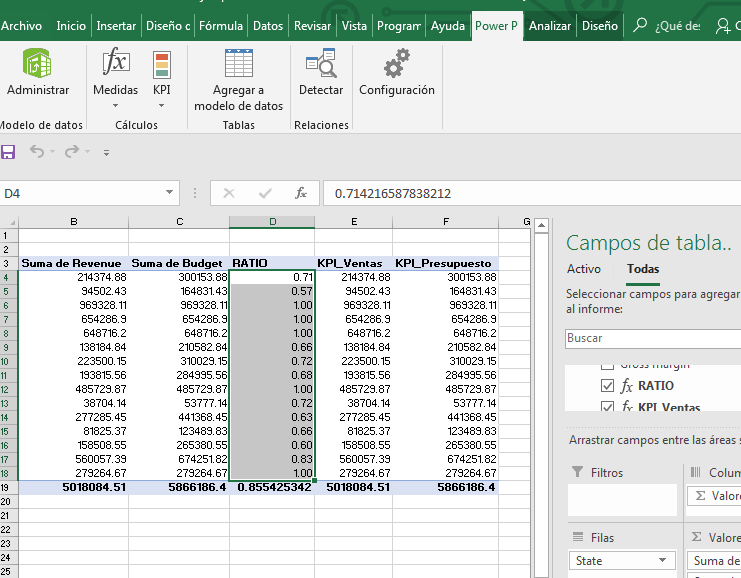 Archivo Inicio Insertar Diseño c Fórmula Datos Revisar Vista Program Ayuda Power P Analizar Diseño ¿Qué de
Administrar Medidas KPI Agregar a modelo de datos Detectar Configuración
Modelo de datos Cálculos Tablas Relaciones
D4 fx 0.714216587838212
B C D E F G
1
2
3 Suma de Revenue Suma de Budget RATIO KPI_Ventas KPI_Presupuesto
4 214374.88 300153.88 0.71 214374.88 300153.88
5 94502.43 164831.43 0.57 94502.43 164831.43
6 969328.11 969328.11 1.00 969328.11 969328.11
7 654286.9 654286.9 1.00 654286.9 654286.9
8 648716.2 648716.2 1.00 648716.2 648716.2
9 138184.84 210582.84 0.66 138184.84 210582.84
10 223500.15 310029.15 0.72 223500.15 310029.15
11 193815.56 284995.56 0.68 193815.56 284995.56
12 485729.87 485729.87 1.00 485729.87 485729.87
13 38704.14 53777.14 0.72 38704.14 53777.14
14 277285.45 441368.45 0.63 277285.45 441368.45
15 81825.37 123489.83 0.66 81825.37 123489.83
16 158508.55 265380.55 0.60 158508.55 265380.55
17 560057.39 674251.82 0.83 560057.39 674251.82
18 279264.67 279264.67 1.00 279264.67 279264.67
19 5018084.51 5866186.4 0.855425342 5018084.51 5866186.4
20
21
22
23
24
25
Campos de tabla..
Activo Todas
Seleccionar campos para agregar
al informe:
Buscar
Gross margin
fx RATIO
fx KPI_Ventas
Arrastrar campos entre las áreas s
Filtros Colum
Σ Valor
Filas Σ Valore
State Suma de